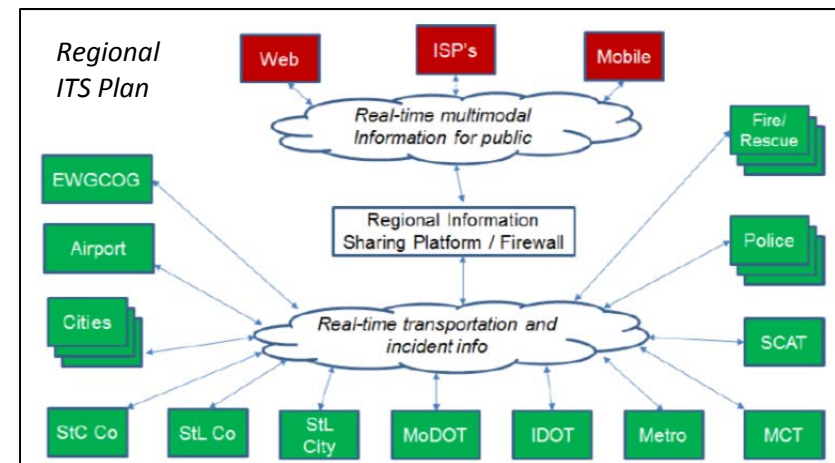 Regional
ITS Plan
Web
ISP's
Mobile
Real-time multimodal
Information for public
Fire/
Rescue
EWGCOG
Regional Information
Sharing Platform / Firewall
Airport
Police
Cities
Real-time transportation and
incident info
SCAT
StC Co
StL Co
StL
City
MoDOT
IDOT
Metro
MCT